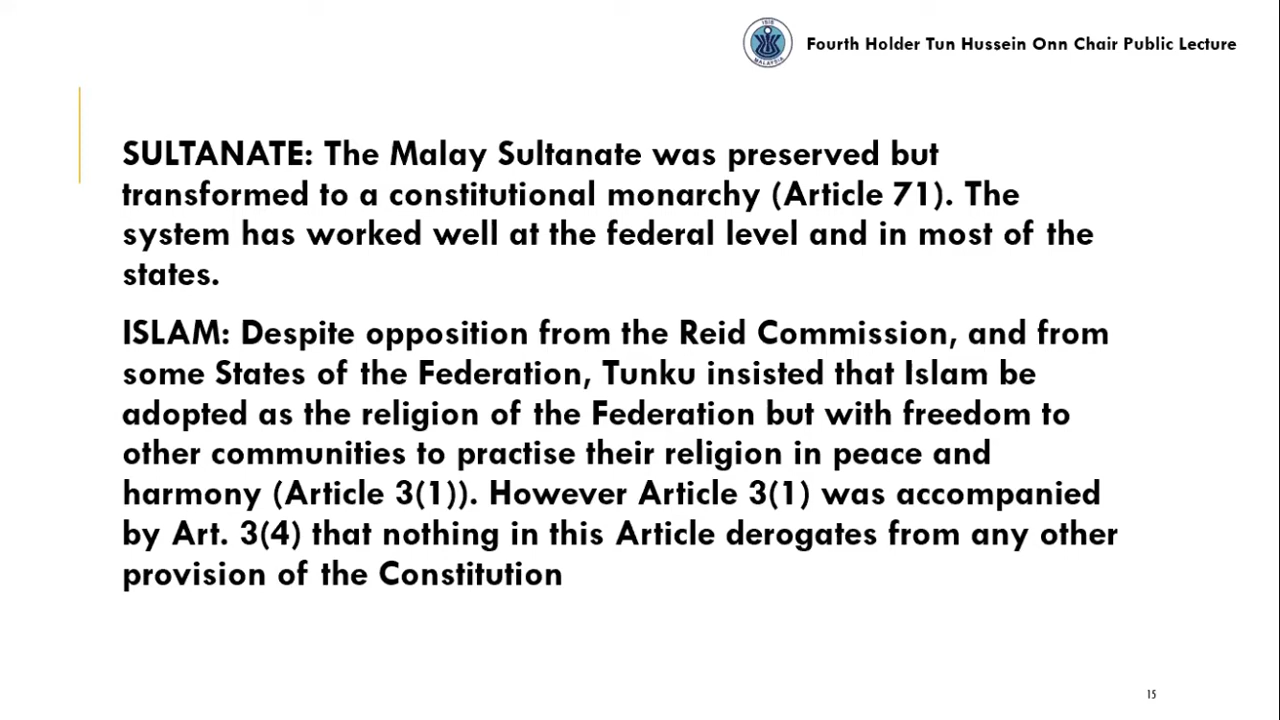 ISIS
MALAYSIA
Fourth Holder Tun Hussein Onn Chair Public Lecture
SULTANATE: The Malay Sultanate was preserved but
transformed to a constitutional monarchy (Article 71). The
system has worked well at the federal level and in most of the
states.
ISLAM: Despite opposition from the Reid Commission, and from
some States of the Federation, Tunku insisted that Islam be
adopted as the religion of the Federation but with freedom to
other communities to practise their religion in peace and
harmony (Article 3(1)). However Article 3(1) was accompanied
by Art. 3(4) that nothing in this Article derogates from any other
provision of the Constitution
15